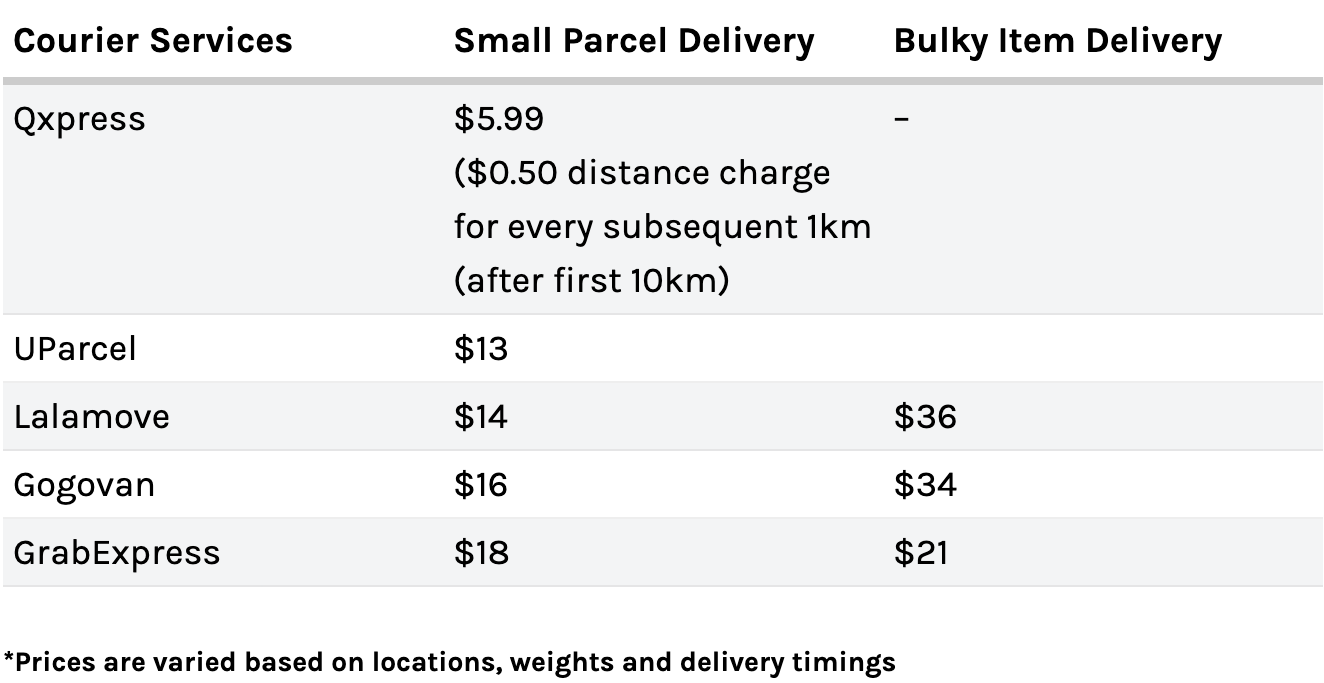 Courier Services Small Parcel Delivery Bulky Item Delivery
Qxpress $5.99 –
($0.50 distance charge
for every subsequent 1km
(after first 10km)
UParcel $13
Lalamove $14 $36
Gogovan $16 $34
GrabExpress $18 $21
*Prices are varied based on locations, weights and delivery timings